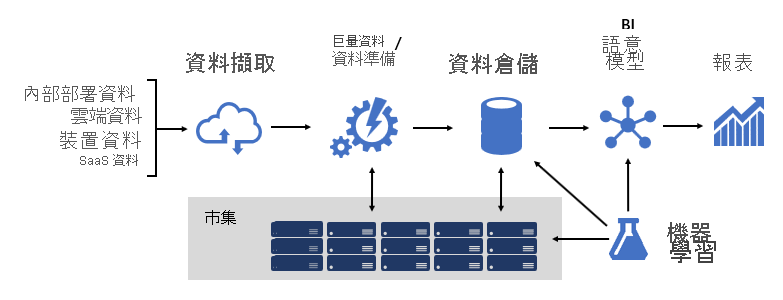 內部部署資料
雲端資料
裝置資料
SaaS 資料
資料擷取
巨量資料 /
資料準備
資料倉儲
BI
語意
模型
報表
市集
機器
學習